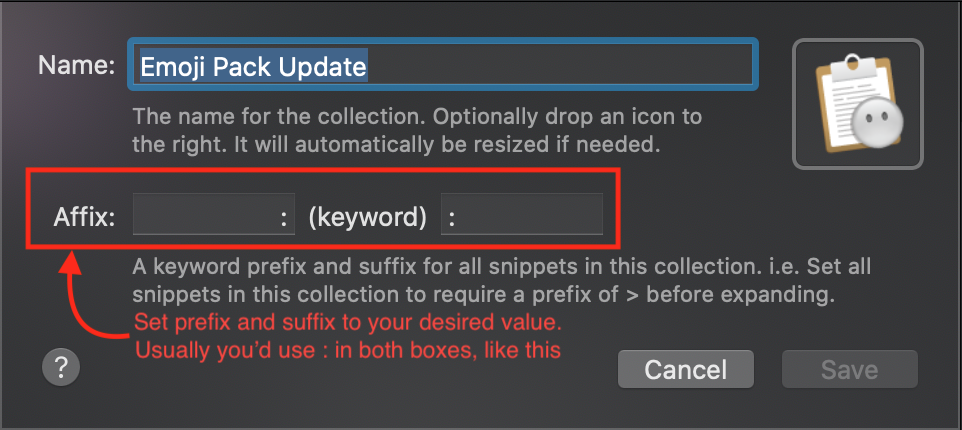 Name: Emoji Pack Update
The name for the collection. Optionally drop an icon to
the right. It will automatically be resized if needed.
Affix: : (keyword) :
A keyword prefix and suffix for all snippets in this collection. i.e. Set all
snippets in this collection to require a prefix of > before expanding.
Set prefix and suffix to your desired value.
Usually you’d use : in both boxes, like this
? Cancel Save